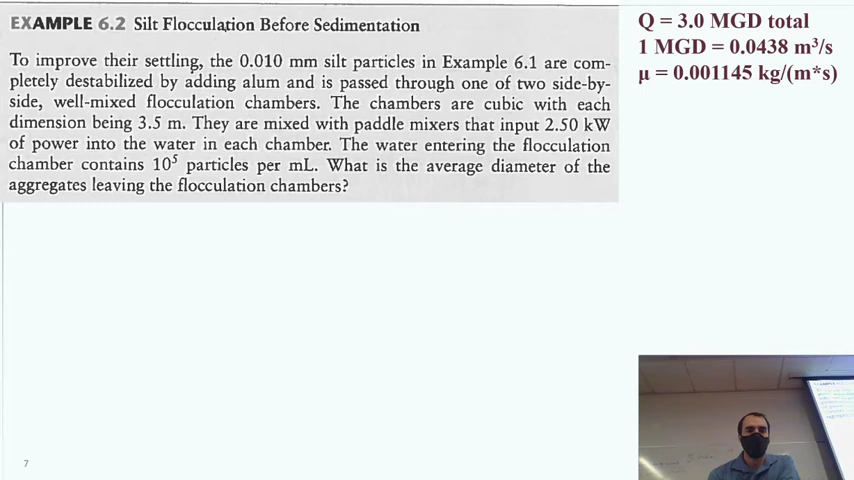 EXAMPLE 6.2 Silt Flocculation Before Sedimentation
To improve their settling, the 0.010 mm silt particles in Example 6.1 are com-
pletely destabilized by adding alum and is passed through one of two side-by-
side, well-mixed flocculation chambers. The chambers are cubic with each
dimension being 3.5 m. They are mixed with paddle mixers that input 2.50 kW
of power into the water in each chamber. The water entering the flocculation
chamber contains 10⁵ particles per mL. What is the average diameter of the
aggregates leaving the flocculation chambers?
Q = 3.0 MGD total
1 MGD = 0.0438 m³/s
μ = 0.001145 kg/(m*s)
7